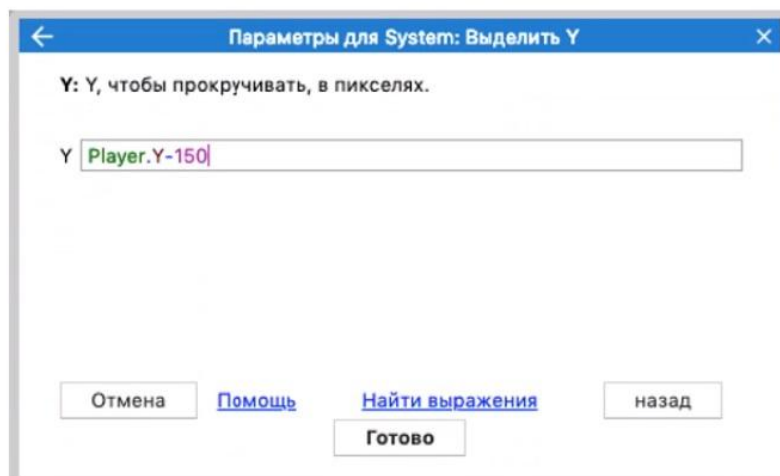 Параметры для System: Выделить Y
Y: Y, чтобы прокручивать, в пикселях.
Y Player.Y-150
Отмена Помощь Найти выражения назад
Готово